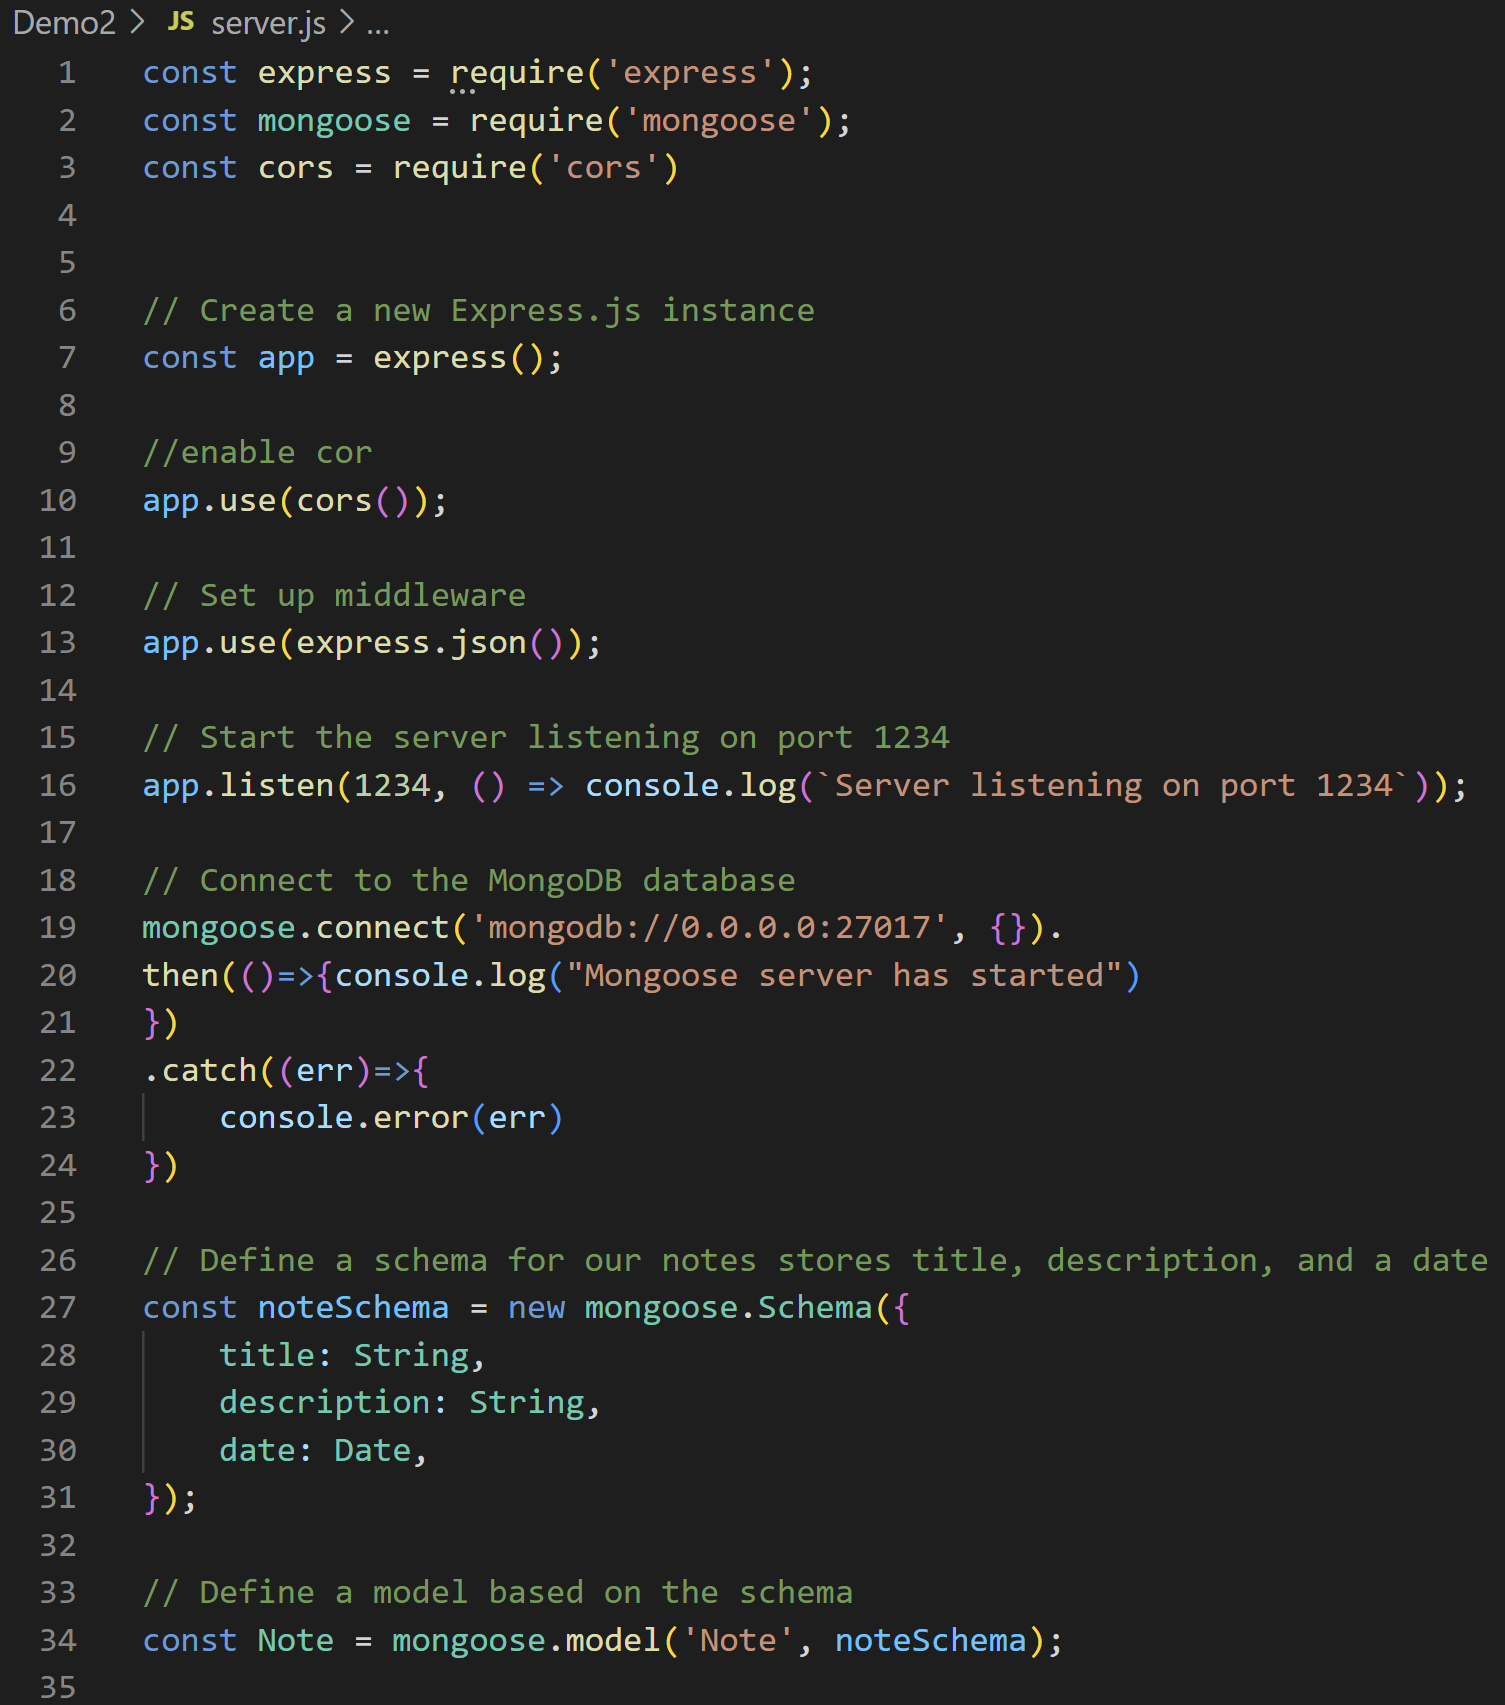 Demo2 > JS server.js > ...
1 const express = require('express');
2 const mongoose = require('mongoose');
3 const cors = require('cors')
4
5
6 // Create a new Express.js instance
7 const app = express();
8
9 //enable cor
10 app.use(cors());
11
12 // Set up middleware
13 app.use(express.json());
14
15 // Start the server listening on port 1234
16 app.listen(1234, () => console.log(`Server listening on port 1234`));
17
18 // Connect to the MongoDB database
19 mongoose.connect('mongodb://0.0.0.0:27017', {}).
20 then(()=>{console.log("Mongoose server has started")
21 })
22 .catch((err)=>{
23     console.error(err)
24 })
25
26 // Define a schema for our notes stores title, description, and a date
27 const noteSchema = new mongoose.Schema({
28     title: String,
29     description: String,
30     date: Date,
31 });
32
33 // Define a model based on the schema
34 const Note = mongoose.model('Note', noteSchema);
35